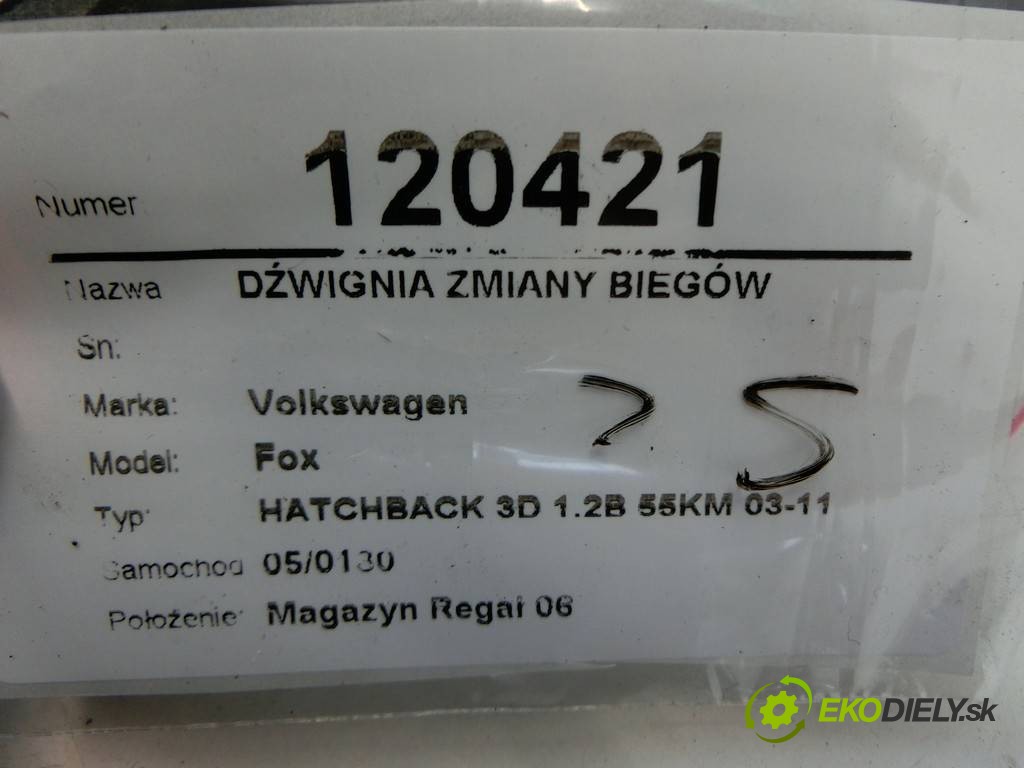 Numer 120421
Nazwa DŹWIGNIA ZMIANY BIEGÓW
Sn:
Marka: Volkswagen
Model: Fox
Typ: HATCHBACK 3D 1.2B 55KM 03-11
Samochod 05/0130
Położenie: Magazyn Regał 06
EKODIELY.sk